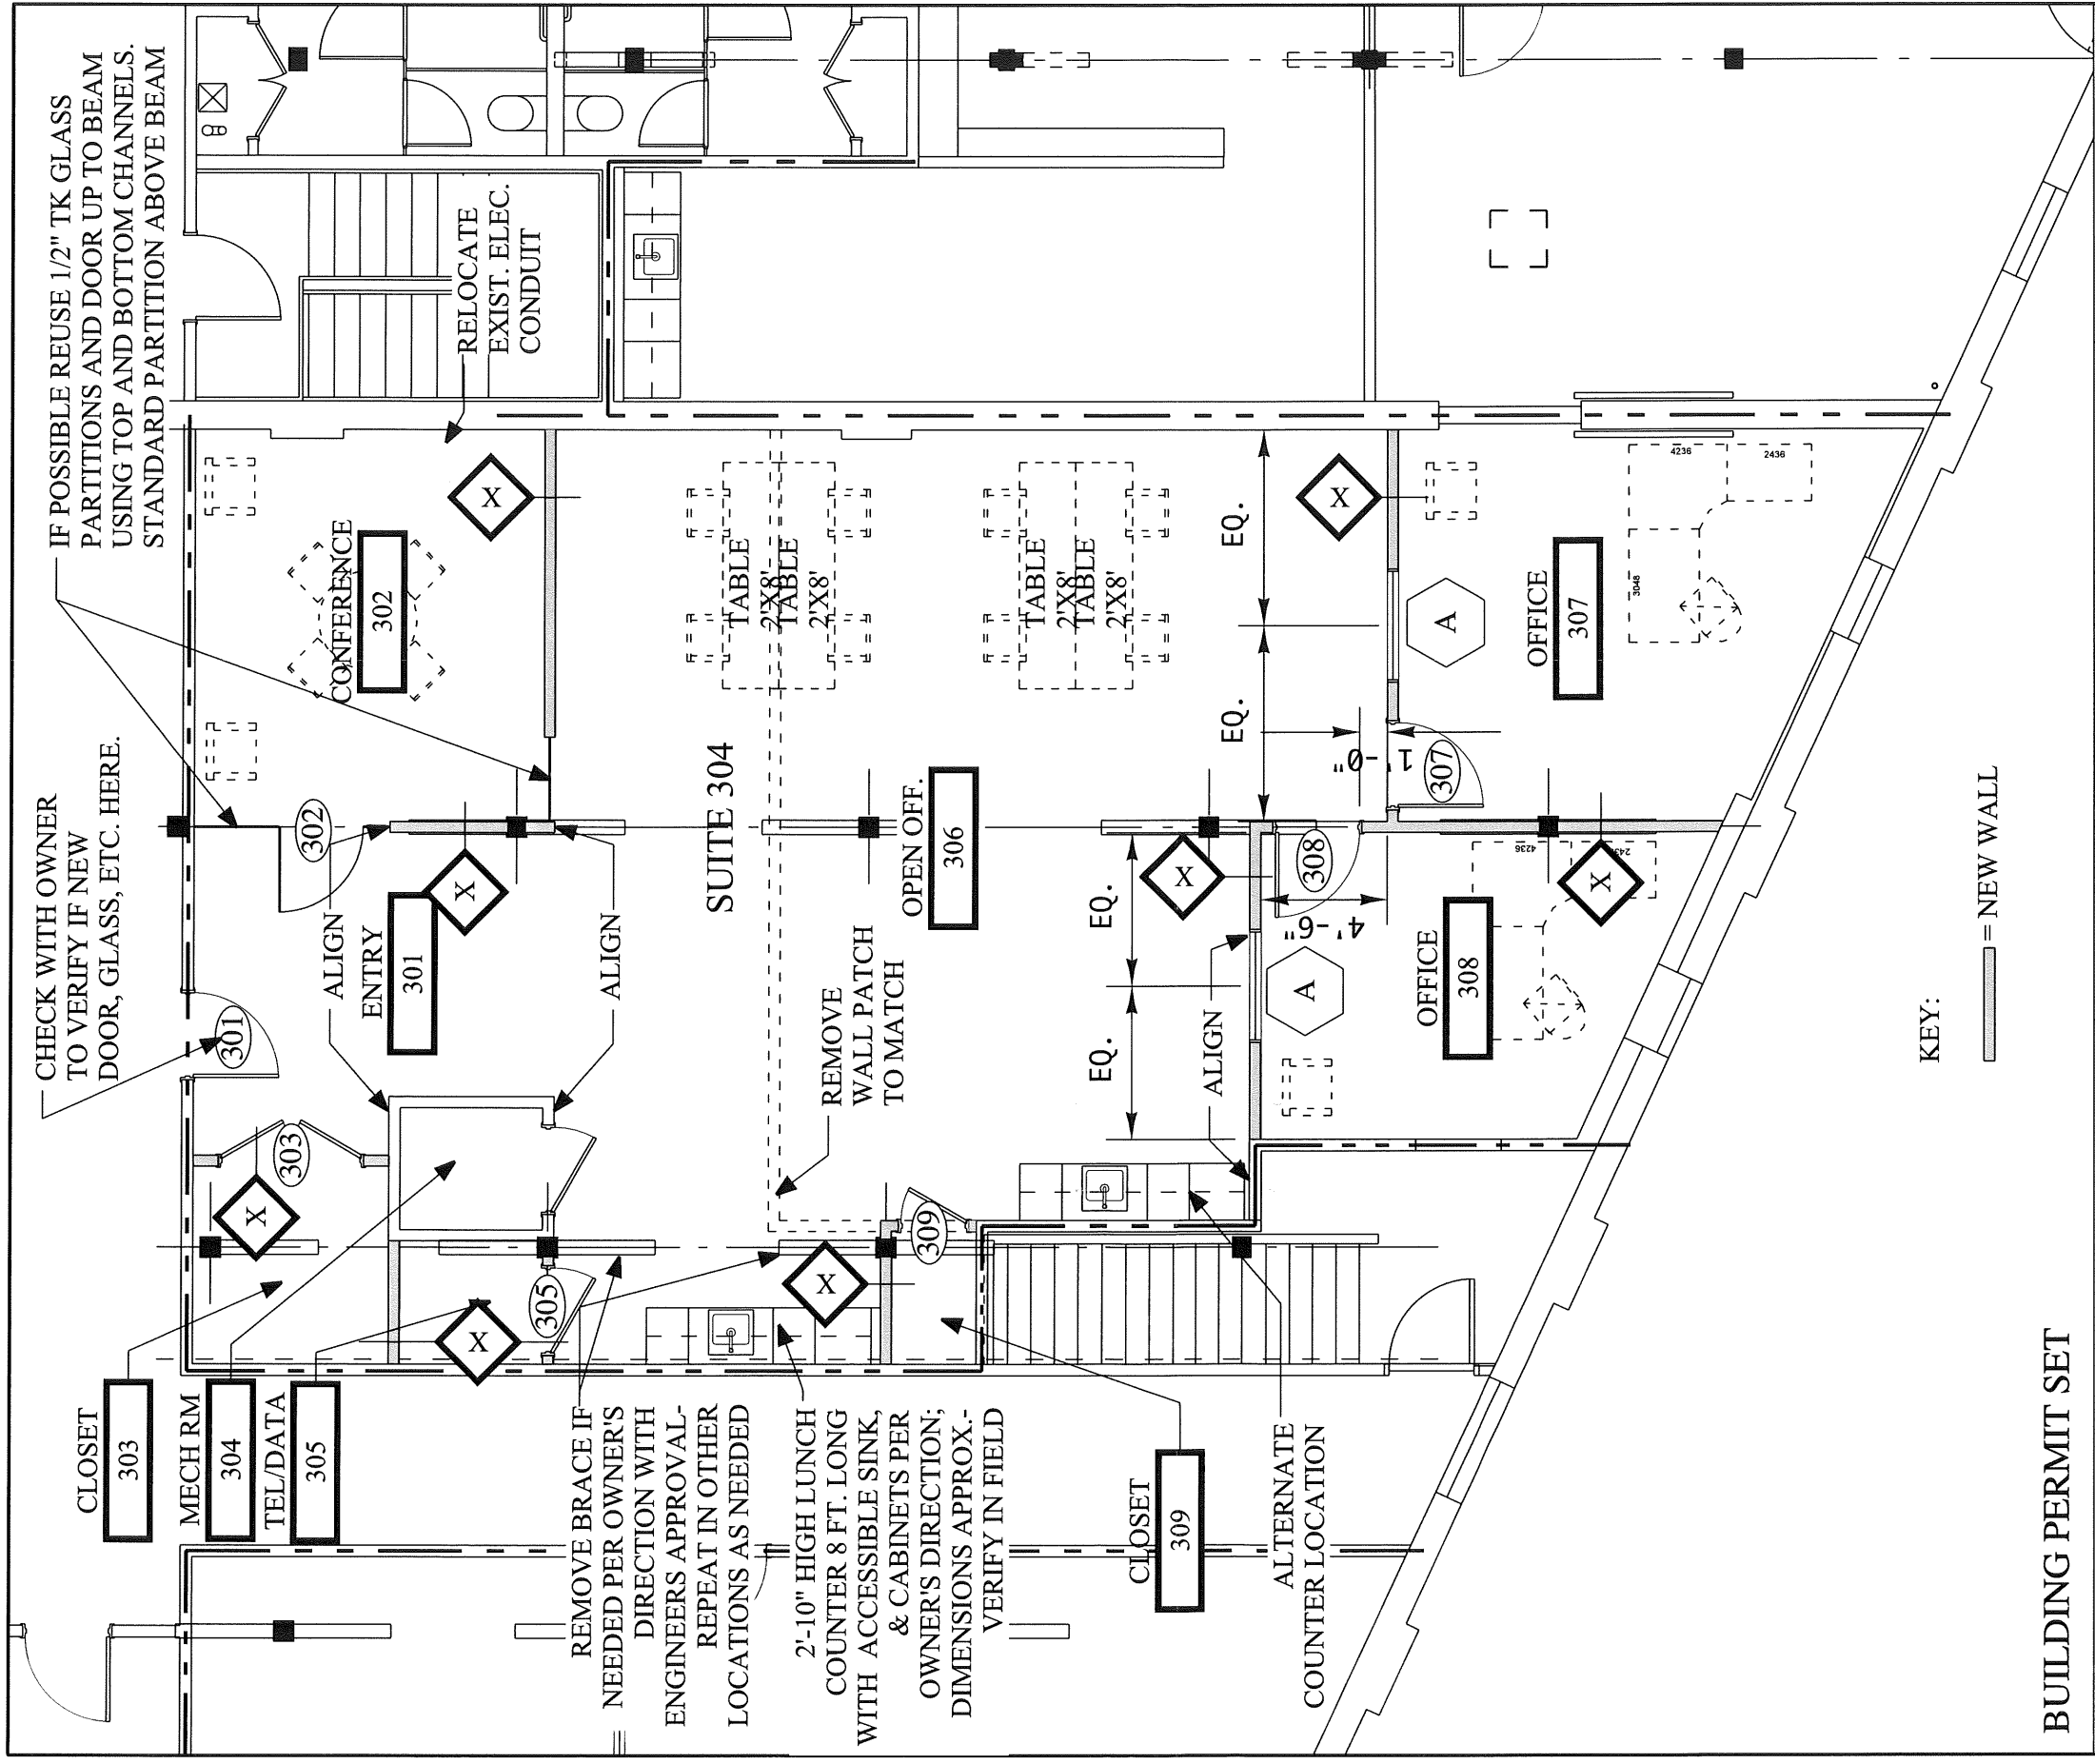 IF POSSIBLE REUSE 1/2" TK GLASS
PARTITIONS AND DOOR UP TO BEAM
USING TOP AND BOTTOM CHANNELS.
STANDARD PARTITION ABOVE BEAM
CHECK WITH OWNER
TO VERIFY IF NEW
DOOR, GLASS, ETC. HERE.
RELOCATE
EXIST. ELEC.
CONDUIT
CONFERENCE
302
X
302
301
303
X
ALIGN
ENTRY
301
X
ALIGN
CLOSET
303
MECH RM
304
TEL/DATA
305
X
305
SUITE 304
TABLE
2'X8'
TABLE
2'X8'
TABLE
2'X8'
TABLE
2'X8'
OPEN OFF.
306
REMOVE
WALL PATCH
TO MATCH
X
309
REMOVE BRACE IF
NEEDED PER OWNER'S
DIRECTION WITH
ENGINEERS APPROVAL-
REPEAT IN OTHER
LOCATIONS AS NEEDED
2'-10" HIGH LUNCH
COUNTER 8 FT. LONG
WITH ACCESSIBLE SINK,
& CABINETS PER
OWNER'S DIRECTION;
DIMENSIONS APPROX.-
VERIFY IN FIELD
EQ.
EQ.
EQ.
EQ.
X
X
ALIGN
1'-0"
307
308
4'-6"
A
A
CLOSET
309
ALTERNATE
COUNTER LOCATION
OFFICE
307
4236
2436
3048
OFFICE
308
4236
X
KEY:
= NEW WALL
BUILDING PERMIT SET